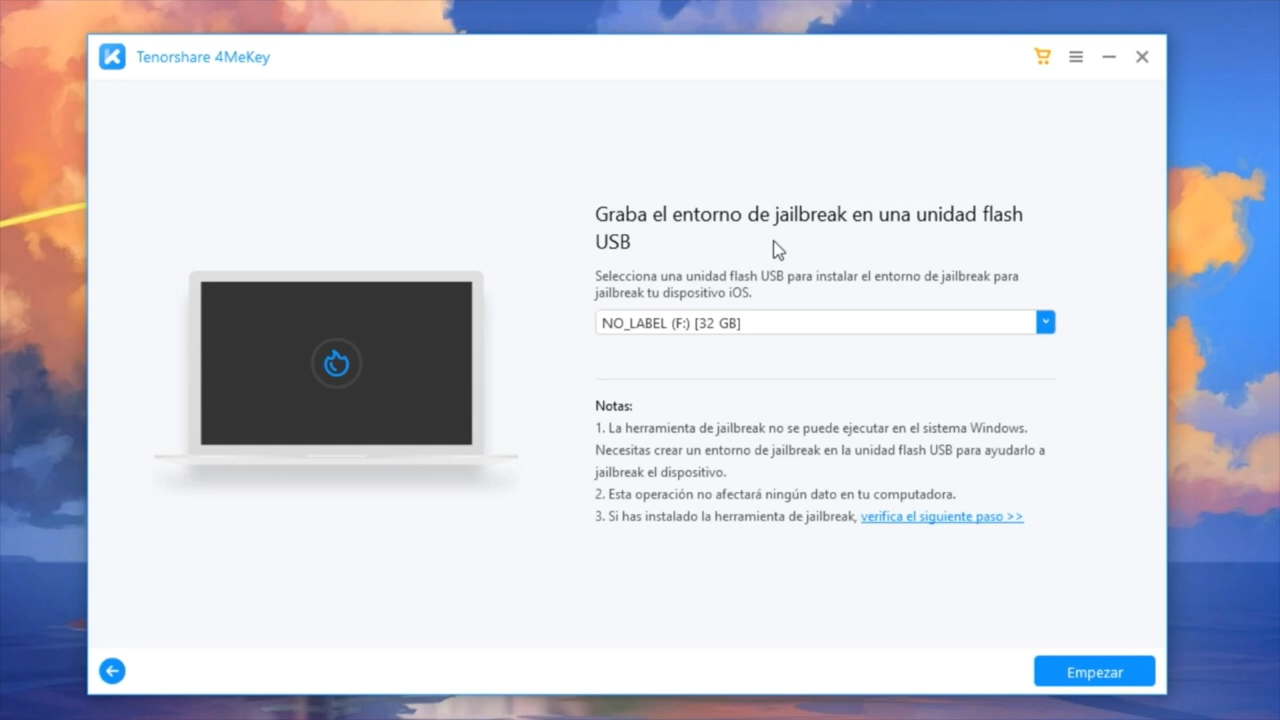 Tenorshare 4MeKey
Graba el entorno de jailbreak en una unidad flash
USB
Selecciona una unidad flash USB para instalar el entorno de jailbreak para
jailbreak tu dispositivo iOS.
NO_LABEL (F:) [32 GB]
Notas:
1. La herramienta de jailbreak no se puede ejecutar en el sistema Windows.
Necesitas crear un entorno de jailbreak en la unidad flash USB para ayudarlo a
jailbreak el dispositivo.
2. Esta operación no afectará ningún dato en tu computadora.
3. Si has instalado la herramienta de jailbreak, verifica el siguiente paso >>
Empezar